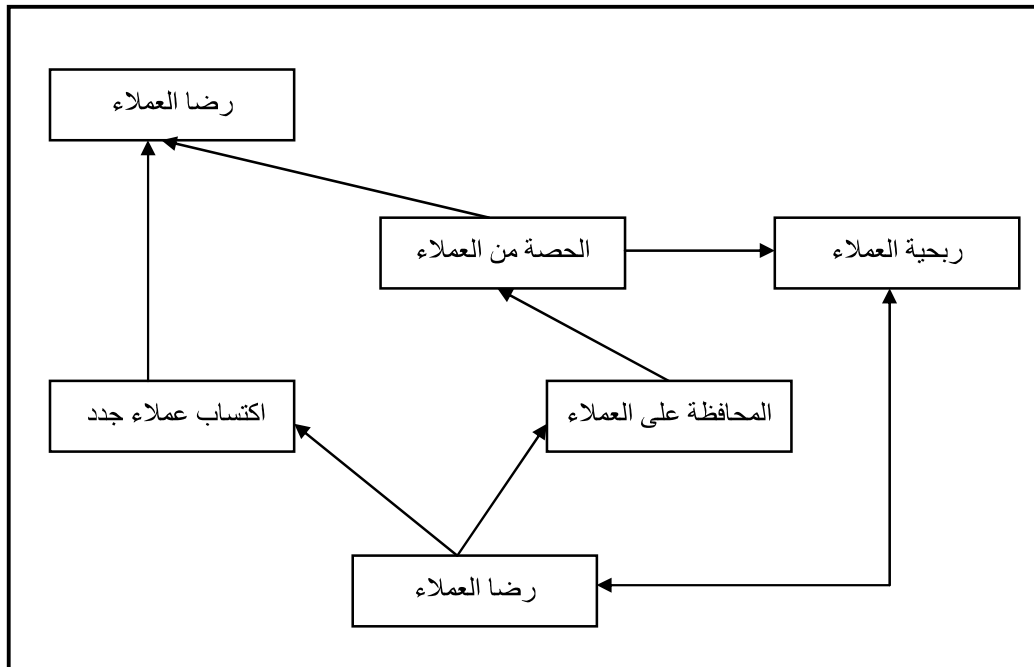 رضا العملاء
الحصة من العملاء
ربحية العملاء
اكتساب عملاء جدد
المحافظة على العملاء
رضا العملاء